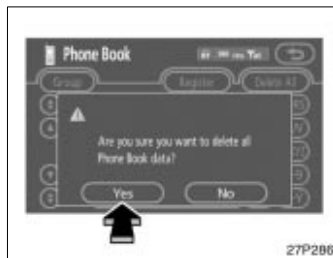 Phone Book
Group
Register
Delete All
Are you sure you want to delete all
Phone Book data?
Yes
No
27P286